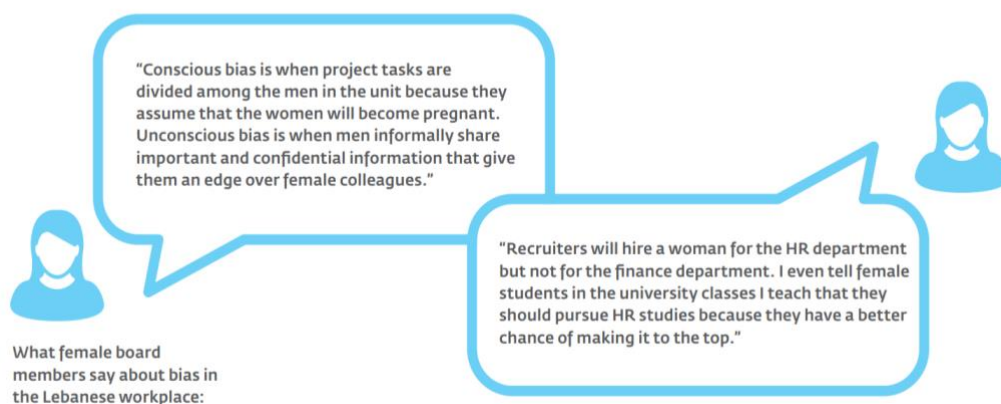 "Conscious bias is when project tasks are
divided among the men in the unit because they
assume that the women will become pregnant.
Unconscious bias is when men informally share
important and confidential information that give
them an edge over female colleagues."
"Recruiters will hire a woman for the HR department
but not for the finance department. I even tell female
students in the university classes I teach that they
should pursue HR studies because they have a better
chance of making it to the top."
What female board
members say about bias in
the Lebanese workplace: